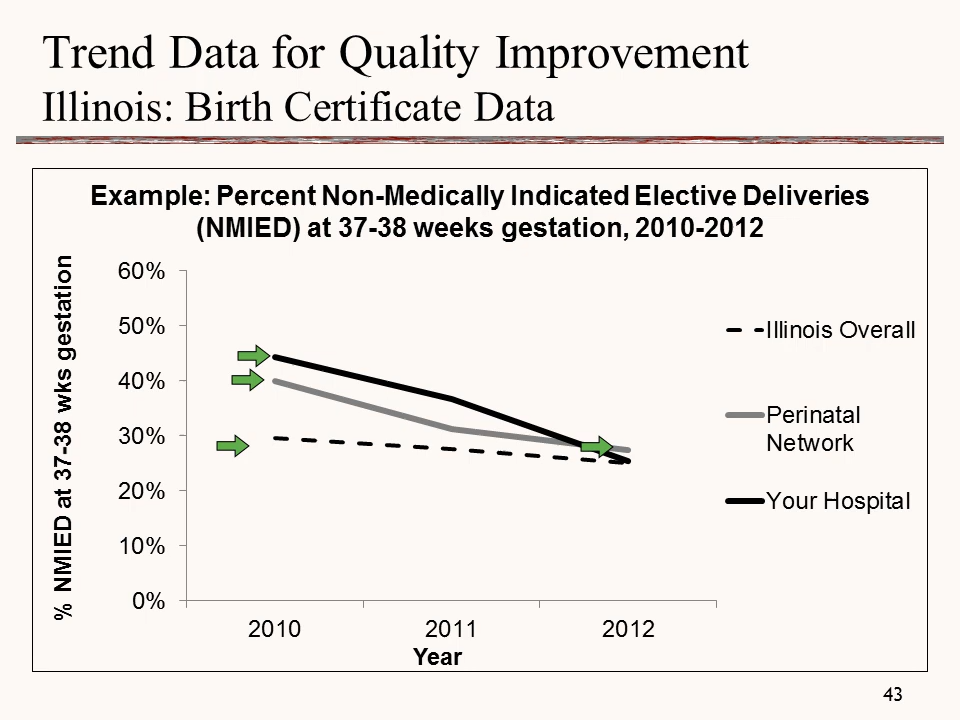 Trend Data for Quality Improvement
Illinois: Birth Certificate Data
Example: Percent Non-Medically Indicated Elective Deliveries
(NMIED) at 37-38 weeks gestation, 2010-2012
% NMIED at 37-38 wks gestation
60%
50%
40%
30%
20%
10%
0%
2010 2011 2012
Year
Illinois Overall
Perinatal
Network
Your Hospital
43